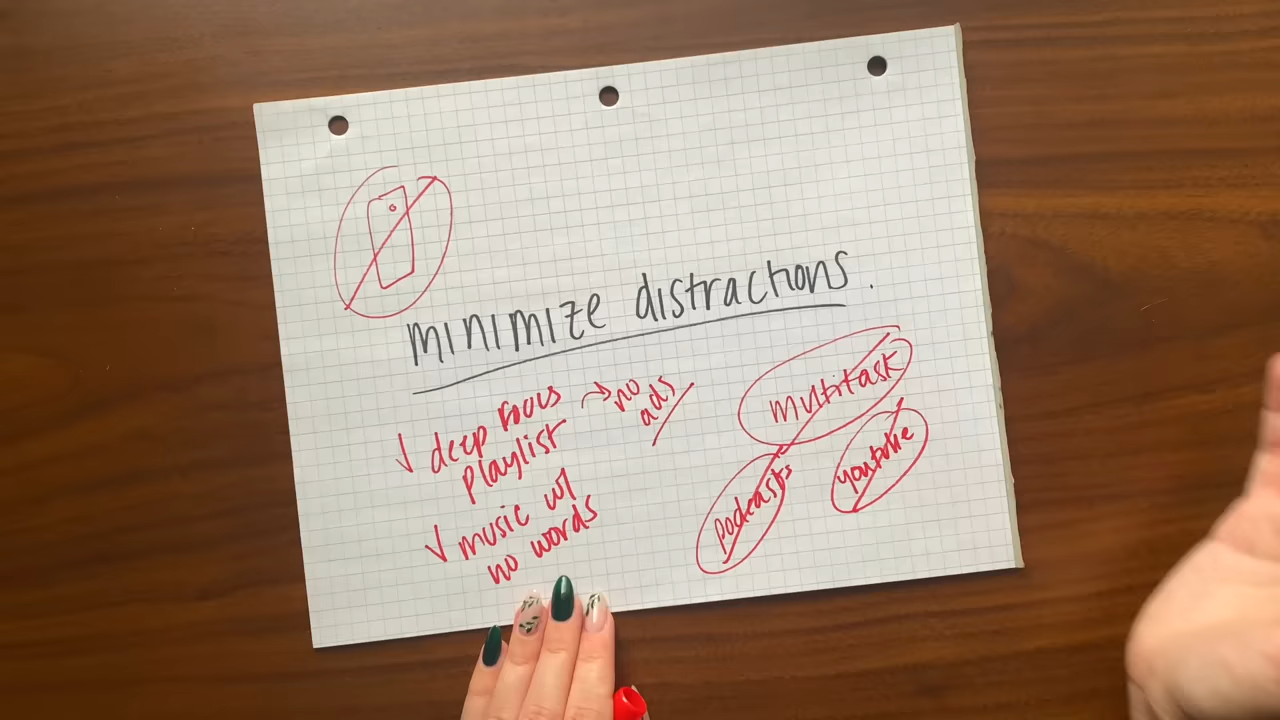 minimize distractions.
✓ deep focus → no
playlist ads
✓ music w/
no words
multitask
podcasts
youtube